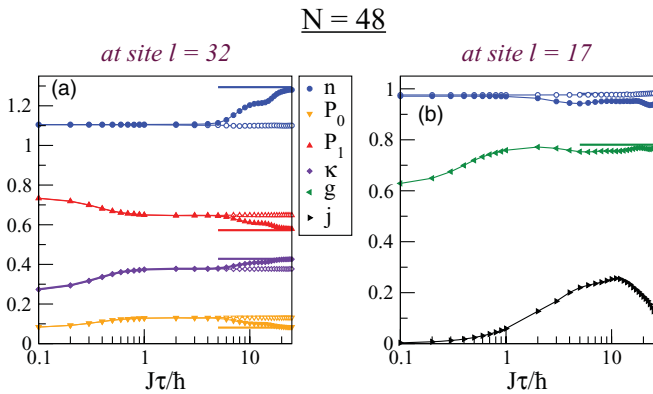 N = 48
at site l = 32
at site l = 17
(a)
1.2
1
0.8
0.6
0.4
0.2
0
0.1
1
10
Jτ/ħ
n
P_0
P_1
κ
g
j
(b)
1
0.8
0.6
0.4
0.2
0
0.1
1
10
Jτ/ħ